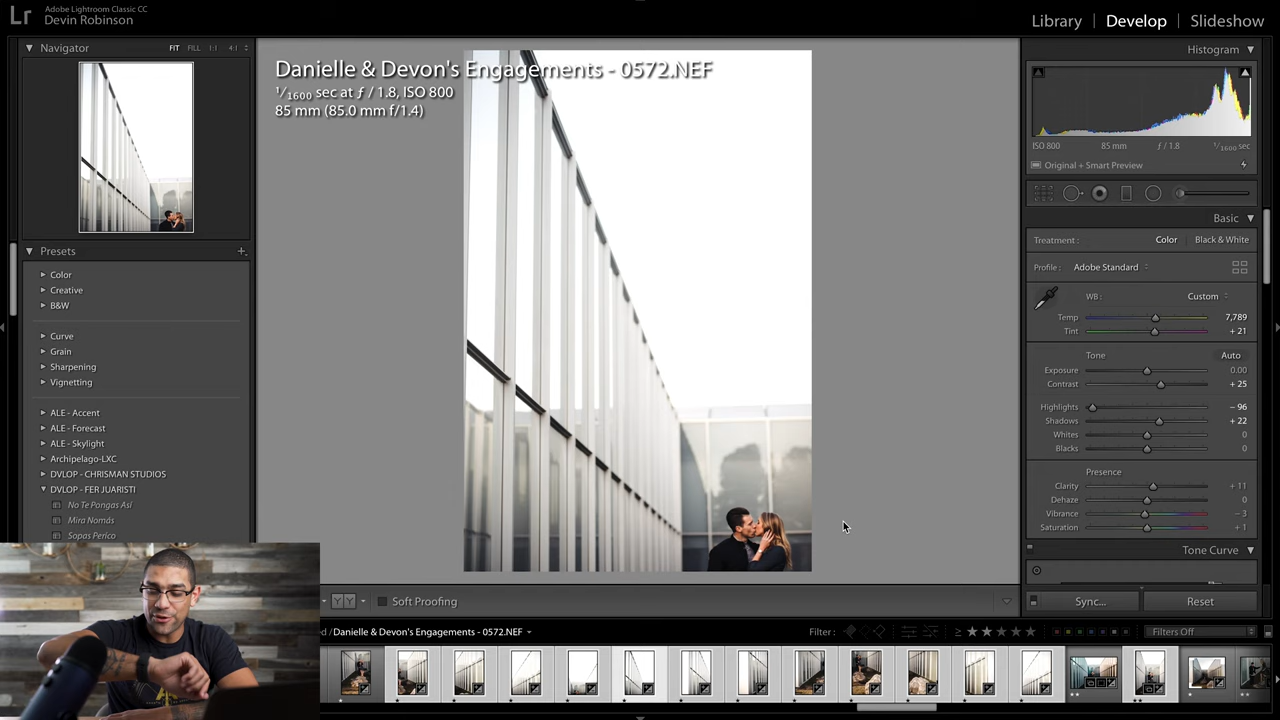 Lr
Adobe Lightroom Classic CC
Devin Robinson
Library | Develop | Slideshow
Navigator FIT FILL 1:1 4:1
Presets
Color
Creative
B&W
Curve
Grain
Sharpening
Vignetting
ALE - Accent
ALE - Forecast
ALE - Skylight
Archipelago-LXC
DVLOP - CHRISMAN STUDIOS
DVLOP - FER JUARISTI
No Te Pongas Así
Mira Nomás
Sopas Perico
Danielle & Devon's Engagements - 0572.NEF
1/1600 sec at ƒ / 1.8, ISO 800
85 mm (85.0 mm f/1.4)
Soft Proofing
Histogram
ISO 800 85 mm ƒ / 1.8 1/1600 sec
Original + Smart Preview
Basic
Treatment : Color | Black & White
Profile : Adobe Standard
WB : Custom
Temp 7,789
Tint + 21
Tone Auto
Exposure 0.00
Contrast + 25
Highlights − 96
Shadows + 22
Whites 0
Blacks 0
Presence
Clarity + 11
Dehaze 0
Vibrance − 3
Saturation + 1
Tone Curve
Sync... Reset
/ Danielle & Devon's Engagements - 0572.NEF
Filter : ≥ Filters Off